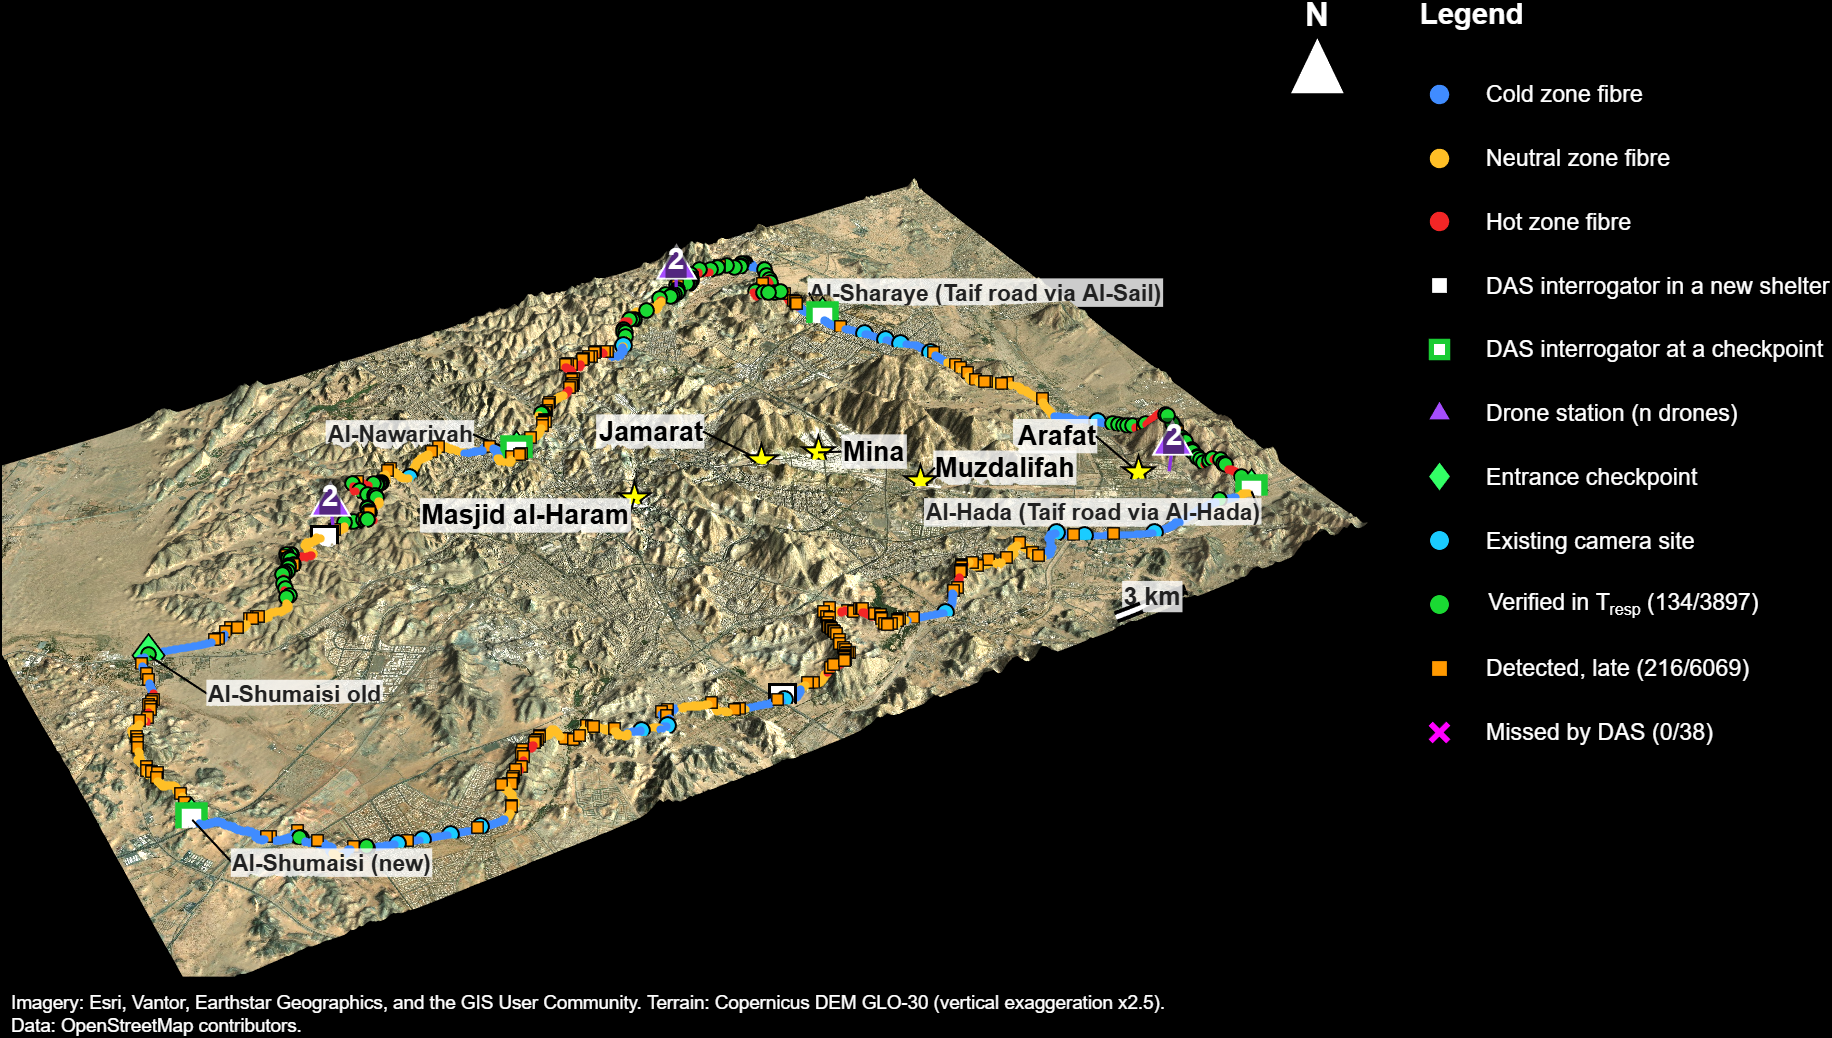 N
Legend
Cold zone fibre
Neutral zone fibre
Hot zone fibre
DAS interrogator in a new shelter
DAS interrogator at a checkpoint
Drone station (n drones)
Entrance checkpoint
Existing camera site
Verified in Tresp (134/3897)
Detected, late (216/6069)
Missed by DAS (0/38)
2
Al-Sharaye (Taif road via Al-Sail)
Al-Nawariyah
Jamarat
Mina
Arafat
2
Muzdalifah
2
Masjid al-Haram
Al-Hada (Taif road via Al-Hada)
3 km
Al-Shumaisi old
Al-Shumaisi (new)
Imagery: Esri, Vantor, Earthstar Geographics, and the GIS User Community. Terrain: Copernicus DEM GLO-30 (vertical exaggeration x2.5).
Data: OpenStreetMap contributors.